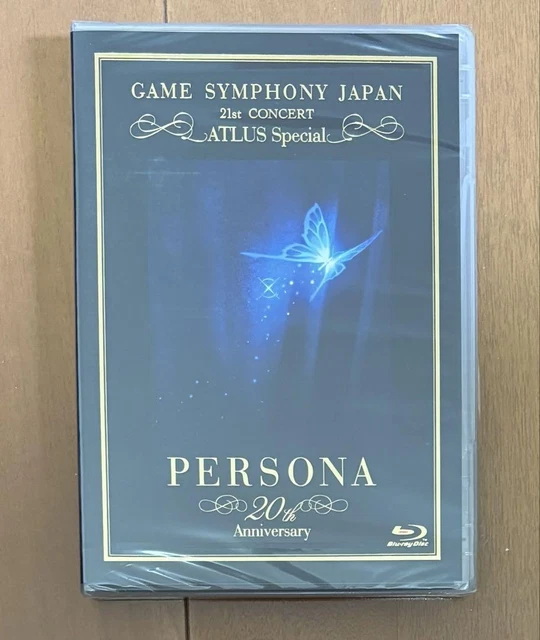 GAME SYMPHONY JAPAN
21st CONCERT
ATLUS Special
PERSONA
20th
Anniversary
Blu-ray Disc